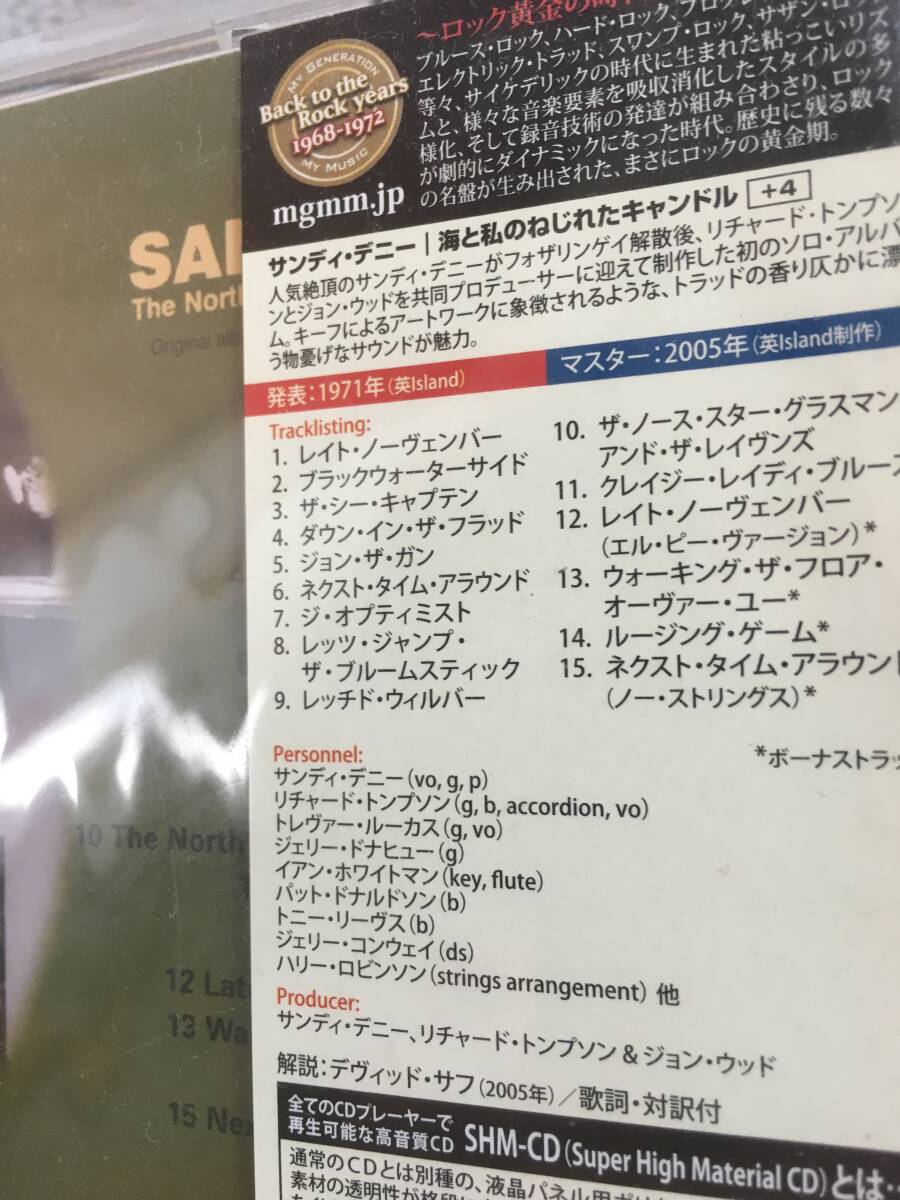 ～ロック黄金の時代
ブルース・ロック、ハード・ロック、プログレ
エレクトリック・トラッド、スワンプ・ロック、サザン・ロッ
等々、サイケデリックの時代に生まれた粘っこいリズ
ムと、様々な音楽要素を吸収消化したスタイルの多
様化、そして録音技術の発達が組み合わさり、ロック
が劇的にダイナミックになった時代。歴史に残る数々
の名盤が生み出された、まさにロックの黄金期。
MY GENERATION
Back to the
Rock years
1968-1972
MY MUSIC
mgmm.jp
サンディ・デニー | 海と私のねじれたキャンドル +4
人気絶頂のサンディ・デニーがフォザリンゲイ解散後、リチャード・トンプソ
ンとジョン・ウッドを共同プロデューサーに迎えて制作した初のソロ・アルバ
ム。キーフによるアートワークに象徴されるような、トラッドの香り仄かに漂
う物憂げなサウンドが魅力。
発表：1971年（英Island）
マスター：2005年（英Island制作）
Tracklisting:
1. レイト・ノーヴェンバー
2. ブラックウォーターサイド
3. ザ・シー・キャプテン
4. ダウン・イン・ザ・フラッド
5. ジョン・ザ・ガン
6. ネクスト・タイム・アラウンド
7. ジ・オプティミスト
8. レッツ・ジャンプ・
ザ・ブルームスティック
9. レッチド・ウィルバー
10. ザ・ノース・スター・グラスマン
アンド・ザ・レイヴンズ
11. クレイジー・レイディ・ブルース
12. レイト・ノーヴェンバー
（エル・ピー・ヴァージョン）*
13. ウォーキング・ザ・フロア・
オーヴァー・ユー*
14. ルージング・ゲーム*
15. ネクスト・タイム・アラウンド
（ノー・ストリングス）*
*ボーナストラッ
Personnel:
サンディ・デニー (vo, g, p)
リチャード・トンプソン (g, b, accordion, vo)
トレヴァー・ルーカス (g, vo)
ジェリー・ドナヒュー (g)
イアン・ホワイトマン (key, flute)
パット・ドナルドソン (b)
トニー・リーヴス (b)
ジェリー・コンウェイ (ds)
ハリー・ロビンソン (strings arrangement) 他
Producer:
サンディ・デニー、リチャード・トンプソン & ジョン・ウッド
解説：デヴィッド・サフ（2005年）／歌詞・対訳付
全てのCDプレーヤーで
再生可能な高音質CD SHM-CD (Super High Material CD) とは…
通常のCDとは別種の、液晶パネル用ポリ
素材の透明性が格段に
SAN
The North
Original albu
10 The North
12 Late
13 Wa
15 Nex